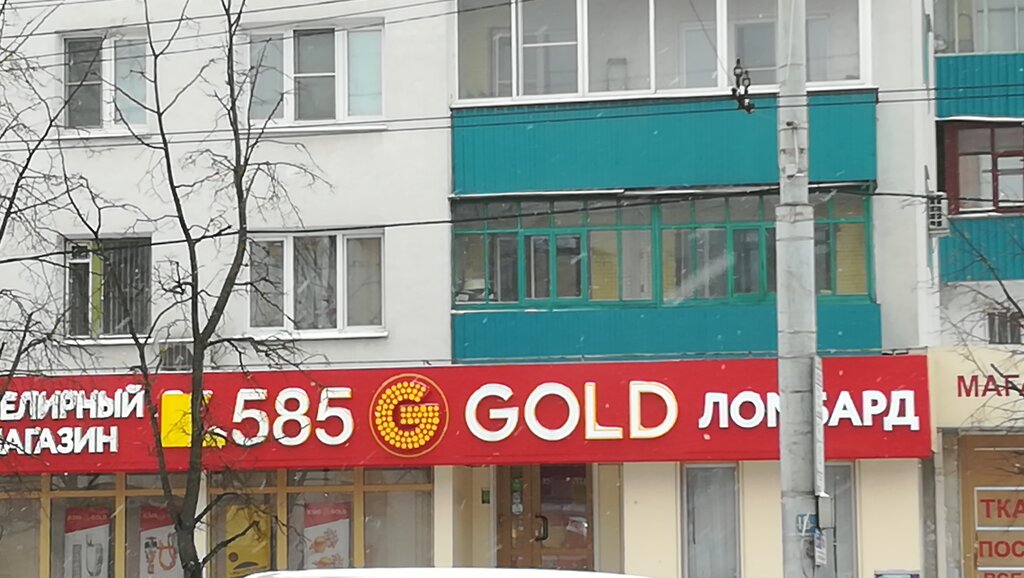 ЕЛИРНЫЙ
АГАЗИН
585 G GOLD ЛОМБАРД
МАГ
ТКА
ПОС